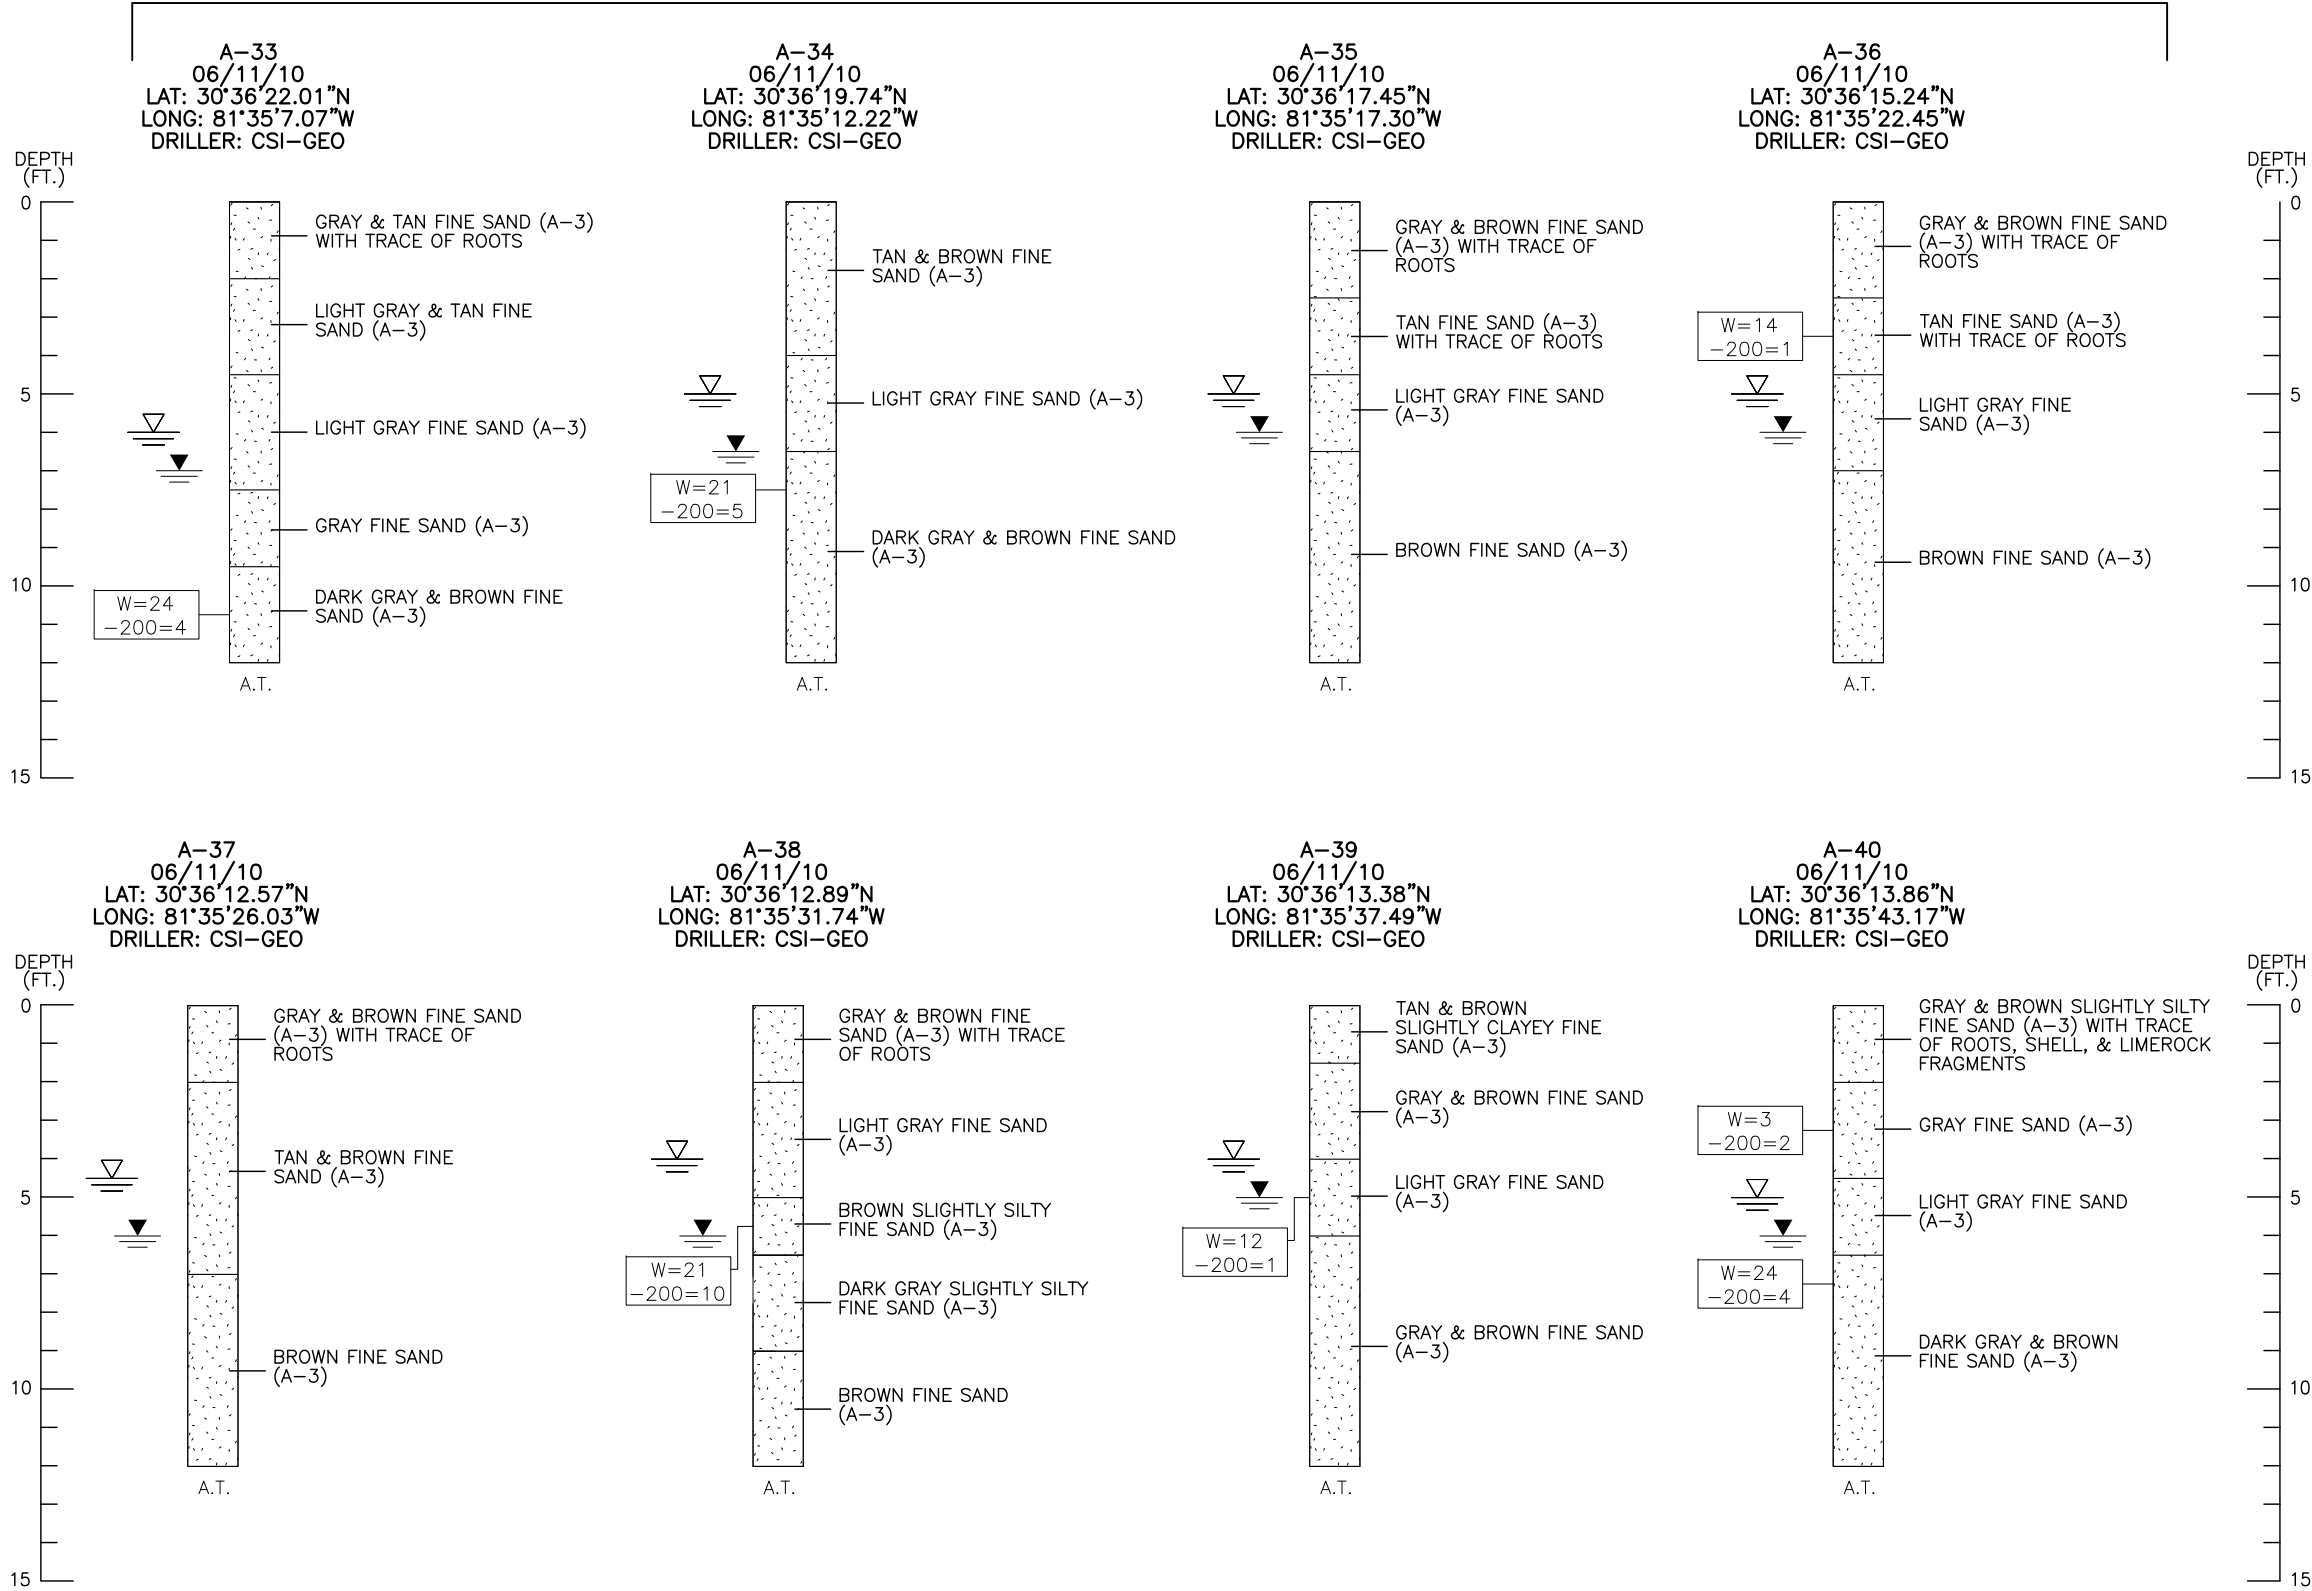 A-33
06/11/10
LAT: 30°36'22.01"N
LONG: 81°35'7.07"W
DRILLER: CSI-GEO
A-34
06/11/10
LAT: 30°36'19.74"N
LONG: 81°35'12.22"W
DRILLER: CSI-GEO
A-35
06/11/10
LAT: 30°36'17.45"N
LONG: 81°35'17.30"W
DRILLER: CSI-GEO
A-36
06/11/10
LAT: 30°36'15.24"N
LONG: 81°35'22.45"W
DRILLER: CSI-GEO
DEPTH
(FT.)
0
5
10
15
GRAY & TAN FINE SAND (A-3)
WITH TRACE OF ROOTS
LIGHT GRAY & TAN FINE
SAND (A-3)
LIGHT GRAY FINE SAND (A-3)
GRAY FINE SAND (A-3)
DARK GRAY & BROWN FINE
SAND (A-3)
W=24
-200=4
A.T.
TAN & BROWN FINE
SAND (A-3)
LIGHT GRAY FINE SAND (A-3)
W=21
-200=5
DARK GRAY & BROWN FINE SAND
(A-3)
A.T.
GRAY & BROWN FINE SAND
(A-3) WITH TRACE OF
ROOTS
TAN FINE SAND (A-3)
WITH TRACE OF ROOTS
LIGHT GRAY FINE SAND
(A-3)
BROWN FINE SAND (A-3)
A.T.
GRAY & BROWN FINE SAND
(A-3) WITH TRACE OF
ROOTS
W=14
-200=1
TAN FINE SAND (A-3)
WITH TRACE OF ROOTS
LIGHT GRAY FINE
SAND (A-3)
BROWN FINE SAND (A-3)
A.T.
DEPTH
(FT.)
0
5
10
15
A-37
06/11/10
LAT: 30°36'12.57"N
LONG: 81°35'26.03"W
DRILLER: CSI-GEO
A-38
06/11/10
LAT: 30°36'12.89"N
LONG: 81°35'31.74"W
DRILLER: CSI-GEO
A-39
06/11/10
LAT: 30°36'13.38"N
LONG: 81°35'37.49"W
DRILLER: CSI-GEO
A-40
06/11/10
LAT: 30°36'13.86"N
LONG: 81°35'43.17"W
DRILLER: CSI-GEO
DEPTH
(FT.)
0
5
10
15
GRAY & BROWN FINE SAND
(A-3) WITH TRACE OF
ROOTS
TAN & BROWN FINE
SAND (A-3)
BROWN FINE SAND
(A-3)
A.T.
GRAY & BROWN FINE
SAND (A-3) WITH TRACE
OF ROOTS
LIGHT GRAY FINE SAND
(A-3)
BROWN SLIGHTLY SILTY
FINE SAND (A-3)
W=21
-200=10
DARK GRAY SLIGHTLY SILTY
FINE SAND (A-3)
BROWN FINE SAND
(A-3)
A.T.
TAN & BROWN
SLIGHTLY CLAYEY FINE
SAND (A-3)
GRAY & BROWN FINE SAND
(A-3)
LIGHT GRAY FINE SAND
(A-3)
W=12
-200=1
GRAY & BROWN FINE SAND
(A-3)
A.T.
GRAY & BROWN SLIGHTLY SILTY
FINE SAND (A-3) WITH TRACE
OF ROOTS, SHELL, & LIMEROCK
FRAGMENTS
W=3
-200=2
GRAY FINE SAND (A-3)
LIGHT GRAY FINE SAND
(A-3)
W=24
-200=4
DARK GRAY & BROWN
FINE SAND (A-3)
A.T.
DEPTH
(FT.)
0
5
10
15